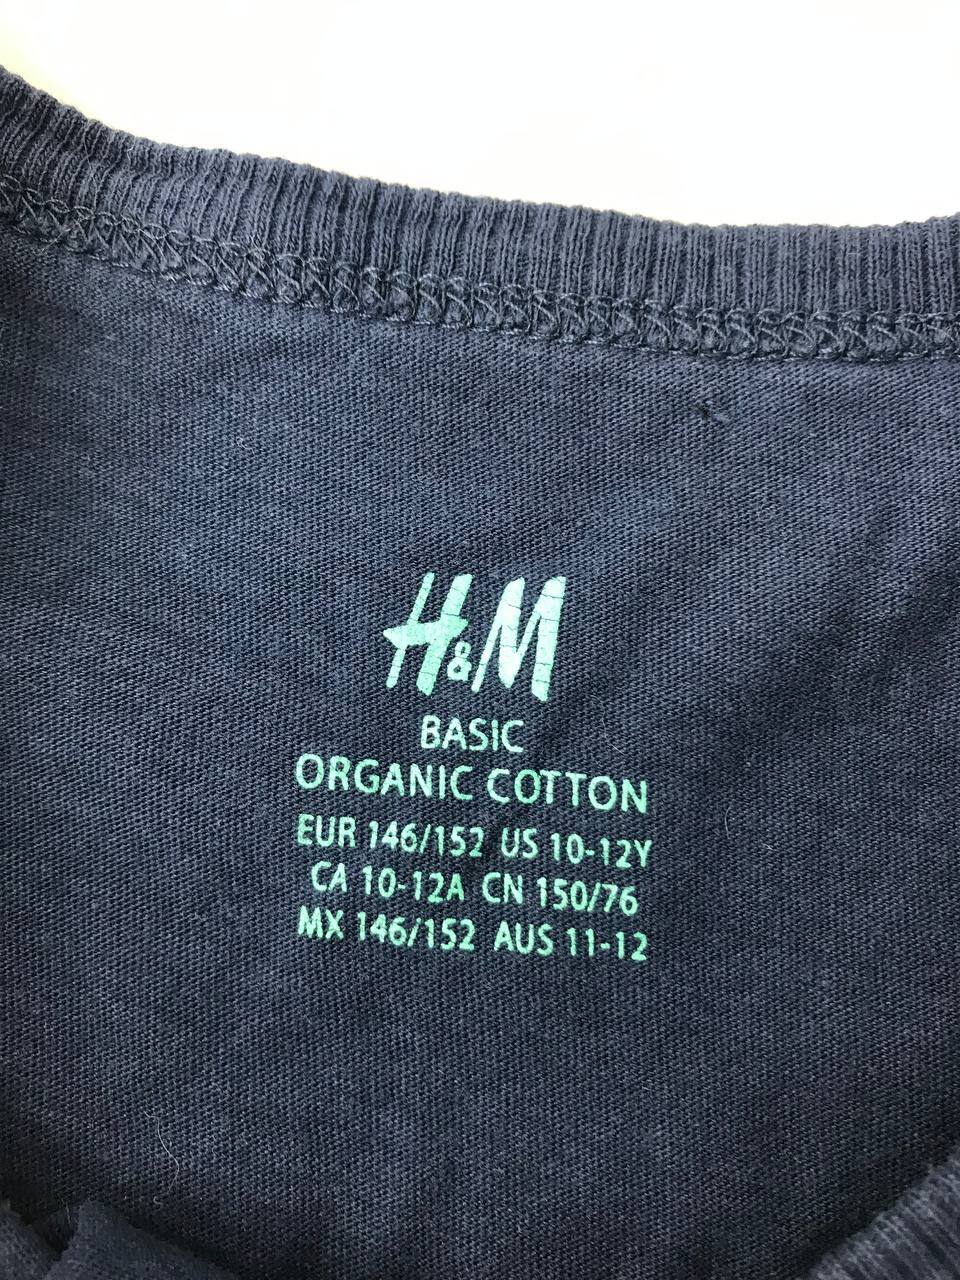 H&M
BASIC
ORGANIC COTTON
EUR 146/152 US 10-12Y
CA 10-12A CN 150/76
MX 146/152 AUS 11-12